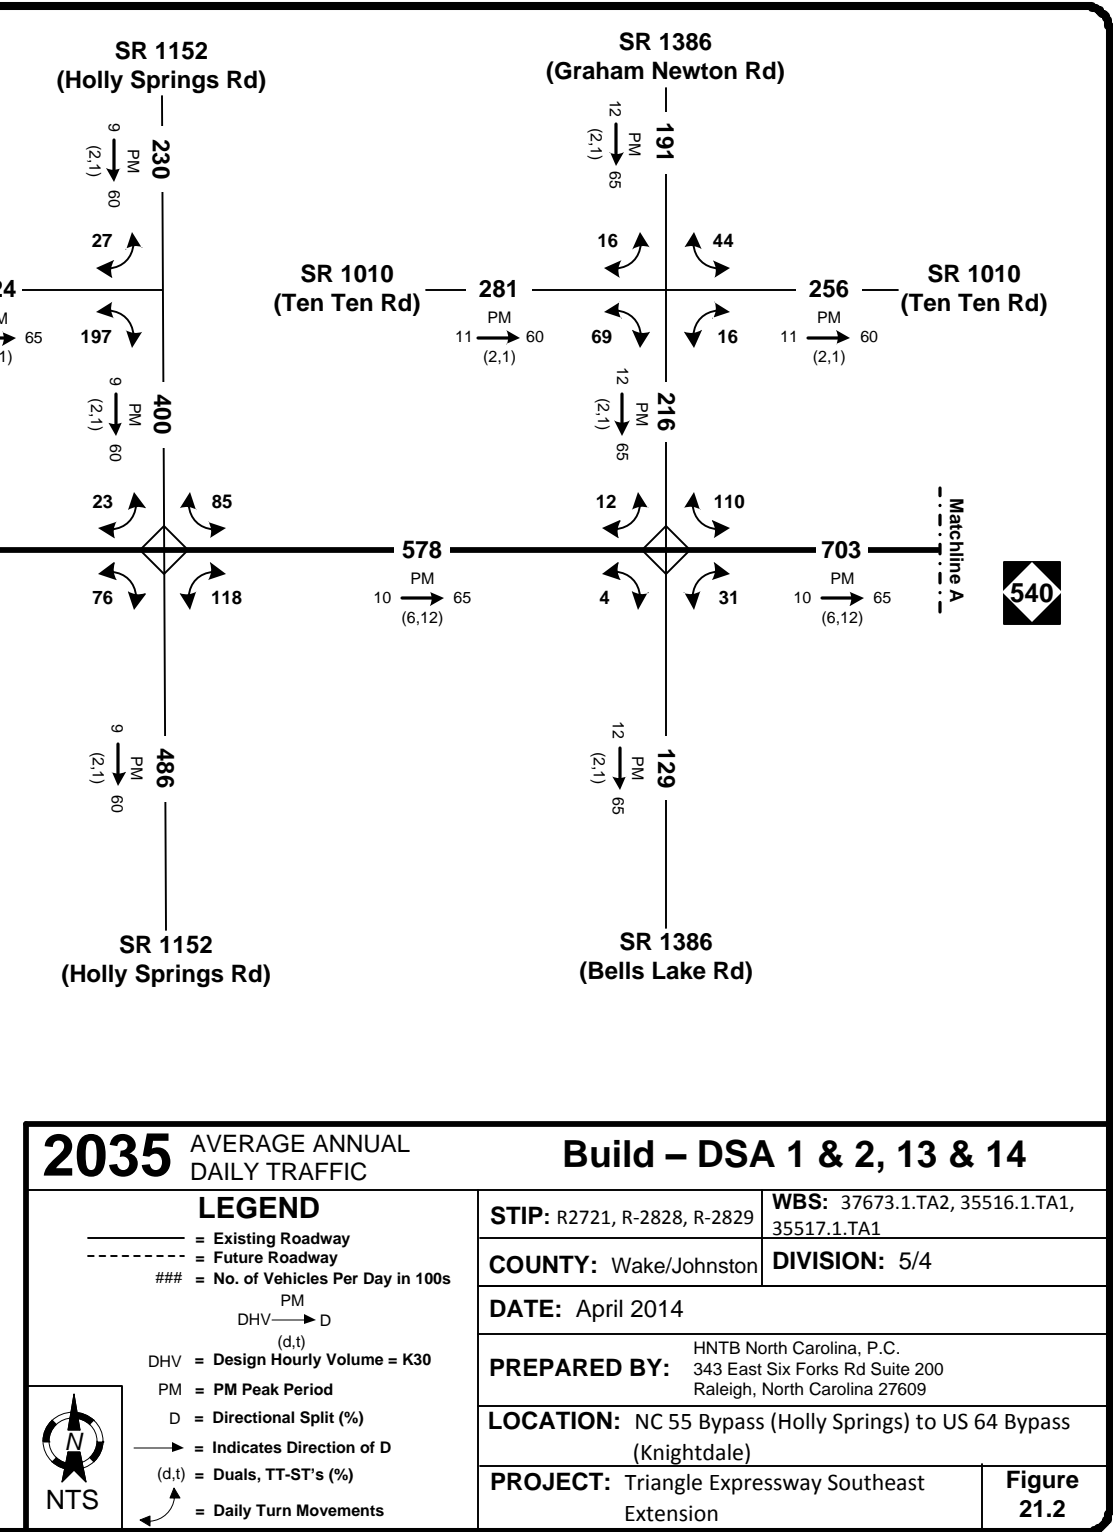 SR 1152
(Holly Springs Rd)
SR 1386
(Graham Newton Rd)
9
PM
(2,1)
60
230
12
PM
(2,1)
65
191
27
16
44
24
SR 1010
(Ten Ten Rd)
281
256
SR 1010
(Ten Ten Rd)
65
197
PM
11
60
(2,1)
69
16
PM
11
60
(2,1)
9
PM
(2,1)
60
400
12
PM
(2,1)
65
216
23
85
12
110
Matchline A
578
703
PM
10
65
(6,12)
PM
10
65
(6,12)
540
76
118
4
31
9
PM
(2,1)
60
486
12
PM
(2,1)
65
129
SR 1152
(Holly Springs Rd)
SR 1386
(Bells Lake Rd)
2035 AVERAGE ANNUAL
DAILY TRAFFIC
Build – DSA 1 & 2, 13 & 14
LEGEND
= Existing Roadway
= Future Roadway
### = No. of Vehicles Per Day in 100s
PM
DHV D
(d,t)
DHV = Design Hourly Volume = K30
PM = PM Peak Period
D = Directional Split (%)
= Indicates Direction of D
(d,t) = Duals, TT-ST's (%)
= Daily Turn Movements
N
NTS
STIP: R2721, R-2828, R-2829
WBS: 37673.1.TA2, 35516.1.TA1,
35517.1.TA1
COUNTY: Wake/Johnston
DIVISION: 5/4
DATE: April 2014
PREPARED BY: HNTB North Carolina, P.C.
343 East Six Forks Rd Suite 200
Raleigh, North Carolina 27609
LOCATION: NC 55 Bypass (Holly Springs) to US 64 Bypass
(Knightdale)
PROJECT: Triangle Expressway Southeast
Extension
Figure
21.2